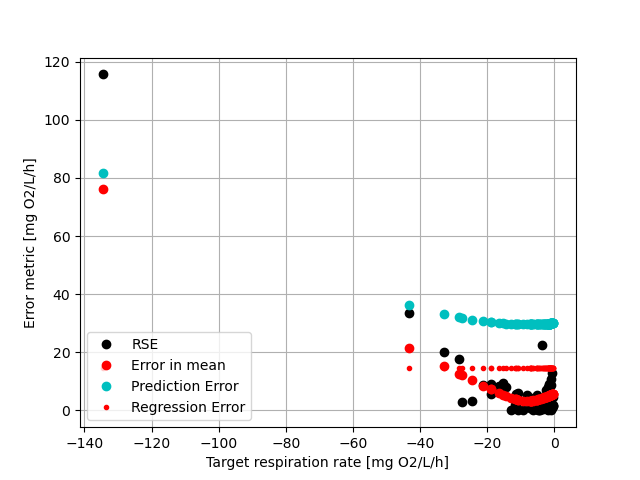 120
100
80
60
40
20
0
Error metric [mg O2/L/h]
RSE
Error in mean
Prediction Error
Regression Error
−140
−120
−100
−80
−60
−40
−20
0
Target respiration rate [mg O2/L/h]